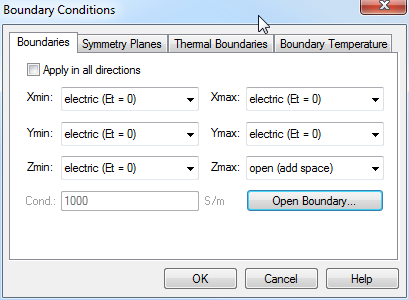 Boundary Conditions
Boundaries Symmetry Planes Thermal Boundaries Boundary Temperature
Apply in all directions
Xmin: electric (Et = 0) Xmax: electric (Et = 0)
Ymin: electric (Et = 0) Ymax: electric (Et = 0)
Zmin: electric (Et = 0) Zmax: open (add space)
Cond.: 1000 S/m Open Boundary...
OK Cancel Help